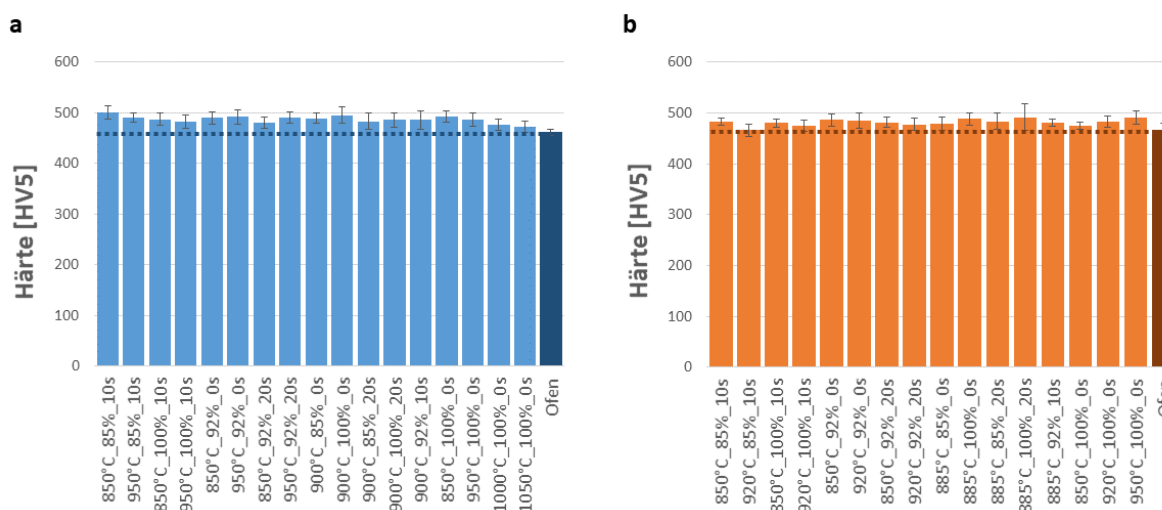 a
600
500
400
300
200
100
0
Härte [HV5]
850°C_85%_10s
950°C_85%_10s
850°C_100%_10s
950°C_100%_10s
850°C_92%_0s
950°C_92%_0s
850°C_92%_20s
950°C_92%_20s
900°C_85%_0s
900°C_100%_0s
900°C_85%_20s
900°C_100%_20s
900°C_92%_10s
850°C_100%_0s
950°C_100%_0s
1000°C_100%_0s
1050°C_100%_0s
Ofen
b
600
500
400
300
200
100
0
Härte [HV5]
850°C_85%_10s
920°C_85%_10s
850°C_100%_10s
920°C_100%_10s
850°C_92%_0s
920°C_92%_0s
850°C_92%_20s
920°C_92%_20s
885°C_85%_0s
885°C_100%_0s
885°C_85%_20s
885°C_100%_20s
885°C_92%_10s
850°C_100%_0s
920°C_100%_0s
950°C_100%_0s
Ofen